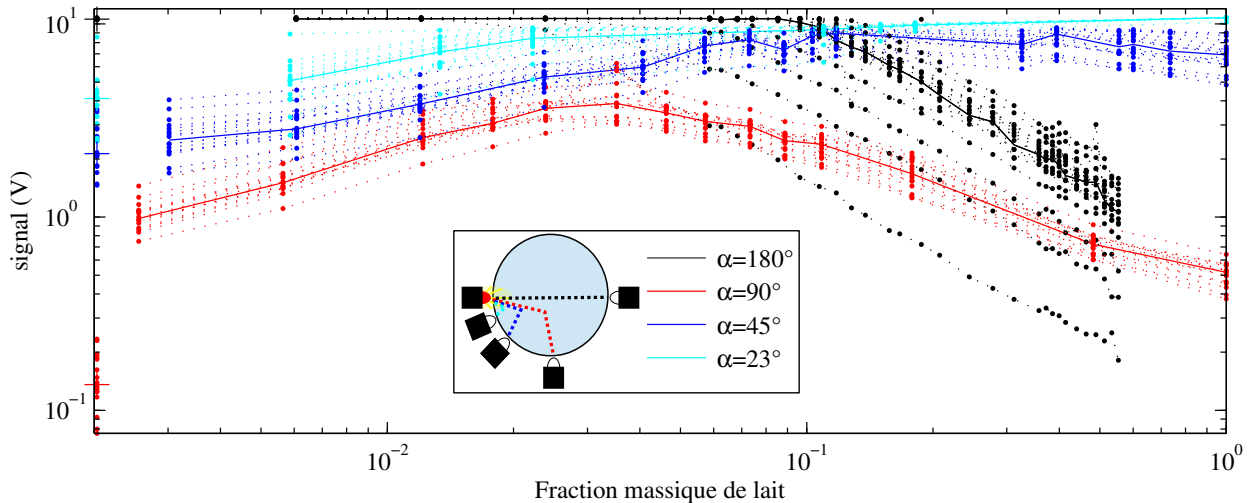 signal (V)
10¹
10⁰
10⁻¹
α=180°
α=90°
α=45°
α=23°
10⁻²
10⁻¹
10⁰
Fraction massique de lait